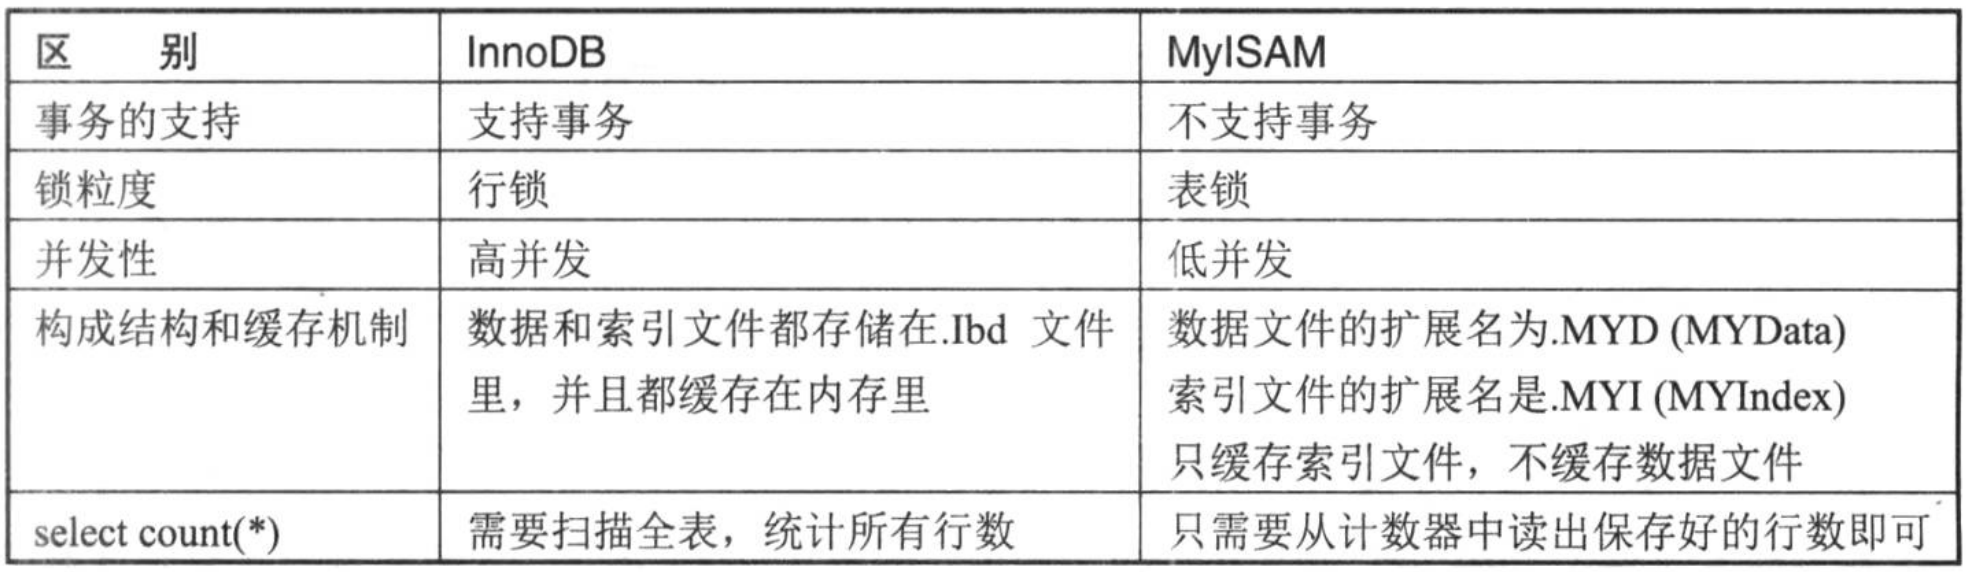 区 别 InnoDB MyISAM
事务的支持 支持事务 不支持事务
锁粒度 行锁 表锁
并发性 高并发 低并发
构成结构和缓存机制 数据和索引文件都存储在.Ibd 文件 数据文件的扩展名为.MYD (MYData)
里，并且都缓存在内存里 索引文件的扩展名是.MYI (MYIndex)
只缓存索引文件，不缓存数据文件
select count(*) 需要扫描全表，统计所有行数 只需要从计数器中读出保存好的行数即可